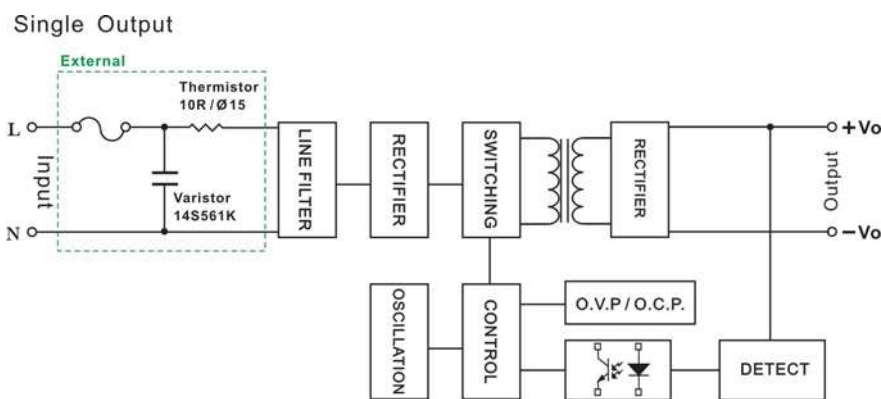 Single Output
External
Thermistor
10R/Ø15
L
Input
N
Varistor
14S561K
LINE FILTER
RECTIFIER
SWITCHING
RECTIFIER
+Vo
Output
−Vo
OSCILLATION
CONTROL
O.V.P/O.C.P.
DETECT